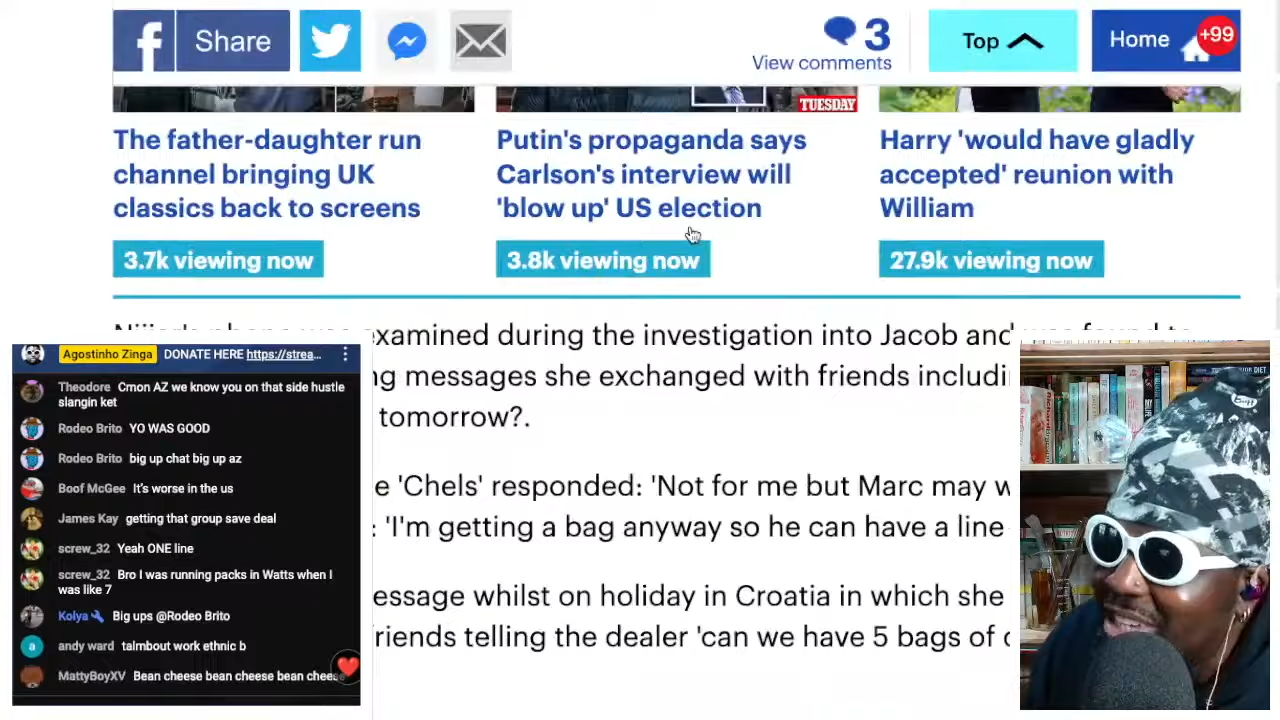 Share
3
View comments
Top
Home
+99
TUESDAY
The father-daughter run
channel bringing UK
classics back to screens
3.7k viewing now
Putin's propaganda says
Carlson's interview will
'blow up' US election
3.8k viewing now
Harry 'would have gladly
accepted' reunion with
William
27.9k viewing now
examined during the investigation into Jacob and was found to
messages she exchanged with friends
tomorrow?.
'Chels' responded: 'Not for me but Marc may
'I'm getting a bag anyway so he can have a line
whilst on holiday in Croatia in which she
telling the dealer 'can we have 5 bags of
Agostinho Zinga DONATE HERE https://strea...
Theodore Cmon AZ we know you on that side hustle
slangin ket
Rodeo Brito YO WAS GOOD
Rodeo Brito big up chat big up az
Boof McGee It's worse in the us
James Kay getting that group save deal
screw_32 Yeah ONE line
screw_32 Bro I was running packs in Watts when I
was like 7
Kolya Big ups @Rodeo Brito
a
andy ward talmbout work ethnic b
MattyBoyXV Bean cheese bean cheese bean cheese